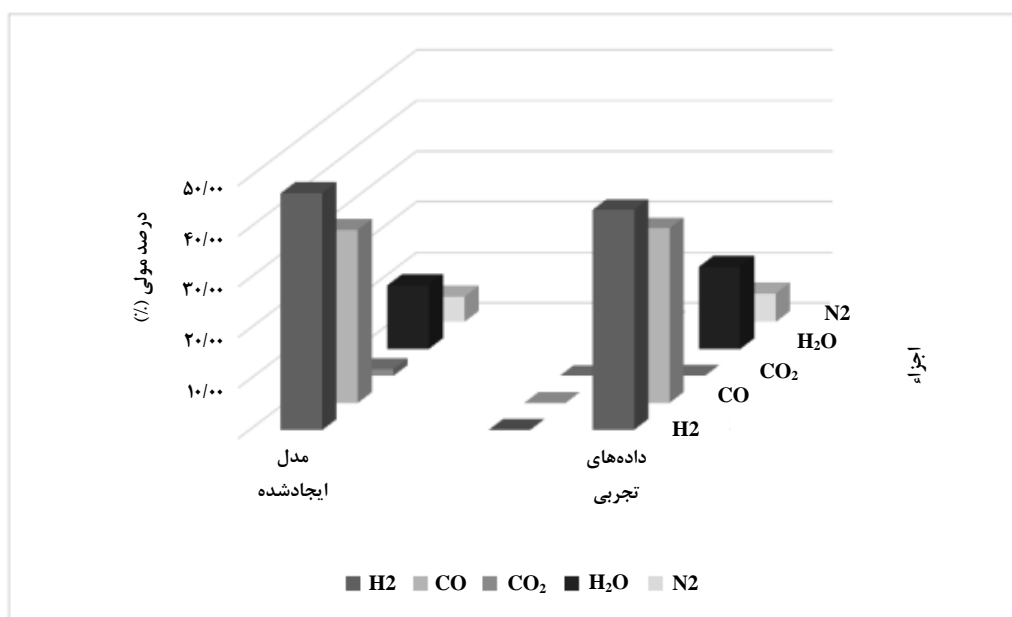 ۵۰/۰۰
۴۰/۰۰
۳۰/۰۰
۲۰/۰۰
۱۰/۰۰
درصد مولی (٪)
N2
H₂O
CO₂
CO
H2
اجزاء
مدل
ایجادشده
داده‌های
تجربی
H2 CO CO₂ H₂O N2